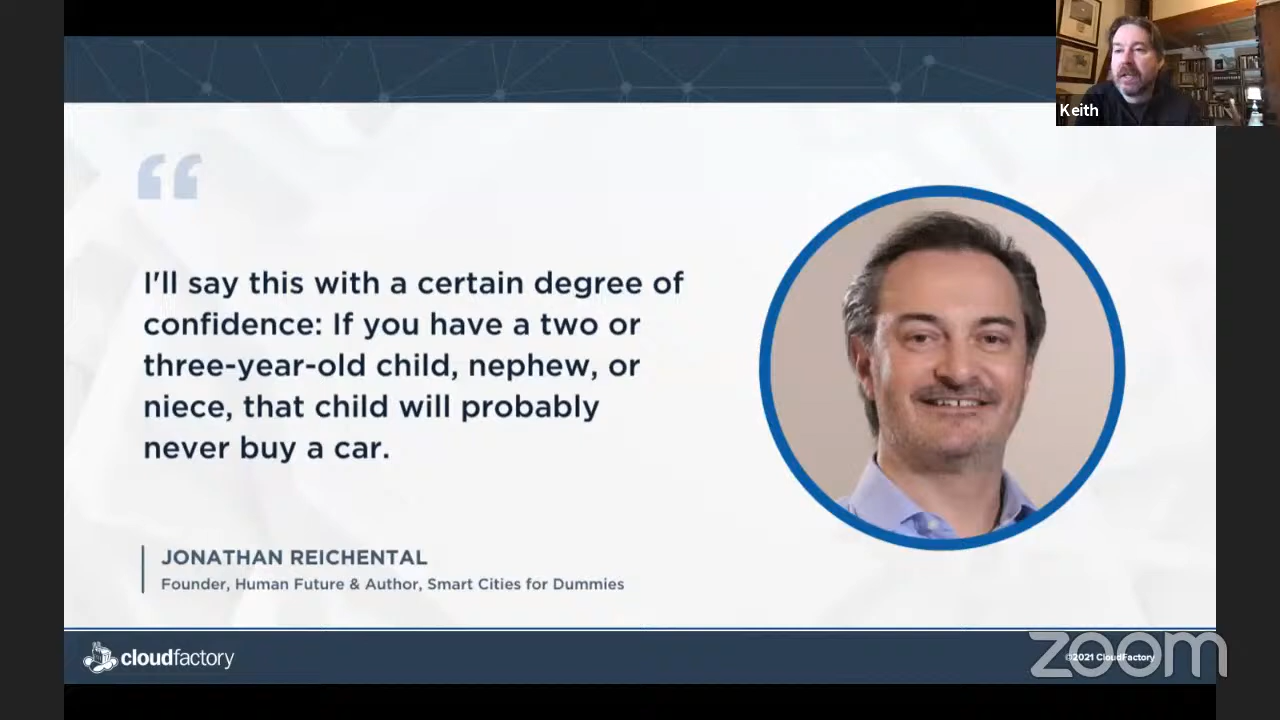 Keith
“
I'll say this with a certain degree of
confidence: If you have a two or
three-year-old child, nephew, or
niece, that child will probably
never buy a car.
JONATHAN REICHENTAL
Founder, Human Future & Author, Smart Cities for Dummies
cloudfactory
©2021 CloudFactory
zoom